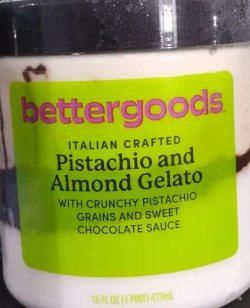 bettergoods
ITALIAN CRAFTED
Pistachio and
Almond Gelato
WITH CRUNCHY PISTACHIO
GRAINS AND SWEET
CHOCOLATE SAUCE
16 FL OZ (1 PINT) 473mL